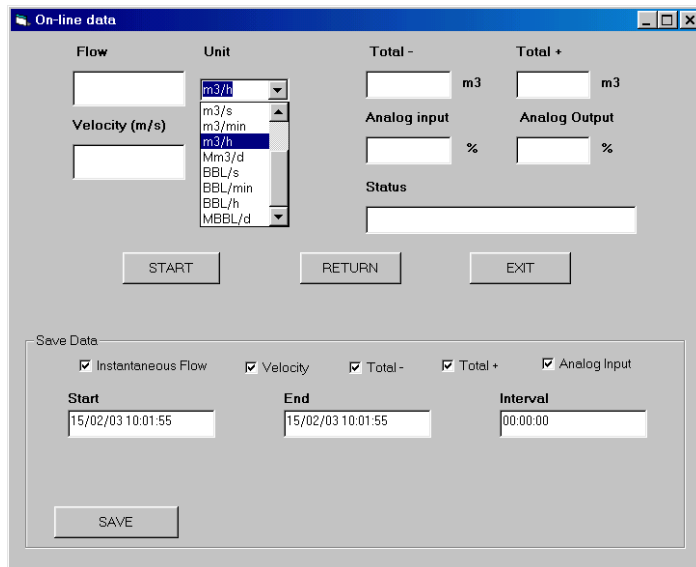 On-line data
Flow Unit Total - Total +
m3/h m3 m3
m3/s
m3/min
m3/h
Mm3/d
BBL/s
BBL/min
BBL/h
MBBL/d
Velocity (m/s) Analog input Analog Output
% %
Status
START RETURN EXIT
Save Data
Instantaneous Flow Velocity Total - Total + Analog Input
Start End Interval
15/02/03 10:01:55 15/02/03 10:01:55 00:00:00
SAVE